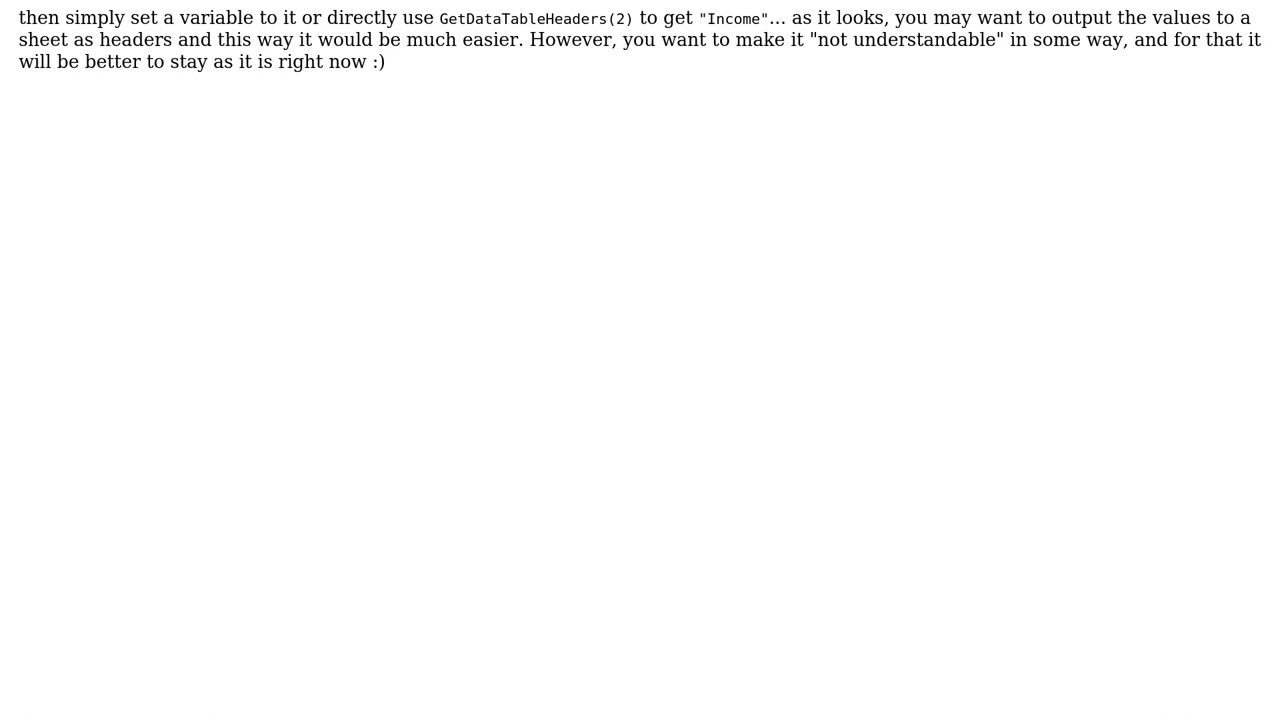 then simply set a variable to it or directly use GetDataTableHeaders(2) to get "Income"... as it looks, you may want to output the values to a
sheet as headers and this way it would be much easier. However, you want to make it "not understandable" in some way, and for that it
will be better to stay as it is right now :)